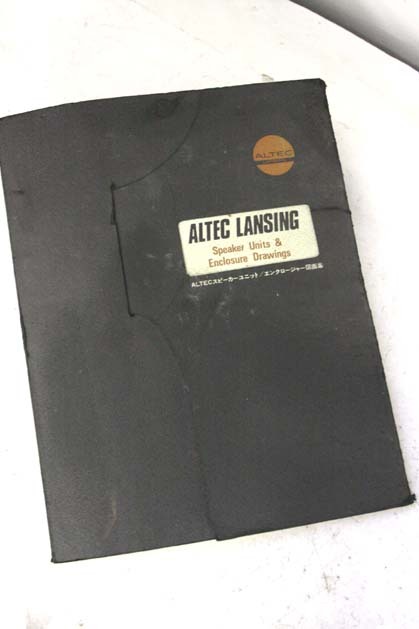 ALTEC
ALTEC LANSING
Speaker Units &
Enclosure Drawings
ALTECスピーカーユニット/エンクロージャー図面集